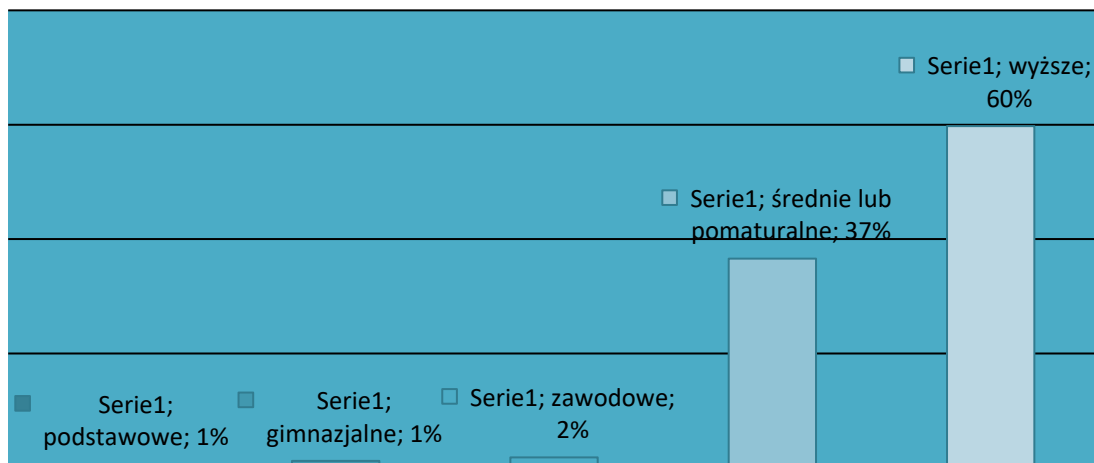 Serie1; wyższe;
60%
Serie1; średnie lub
pomaturalne; 37%
Serie1;
podstawowe; 1%
Serie1;
gimnazjalne; 1%
Serie1; zawodowe;
2%